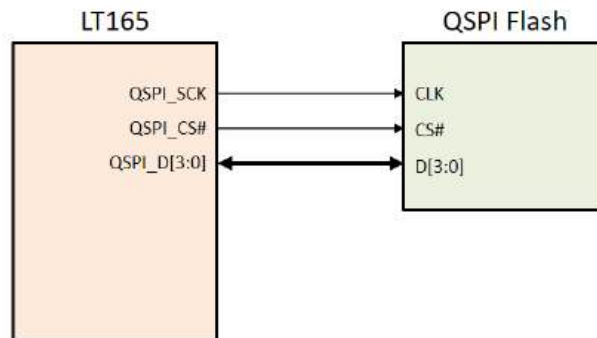 LT165 QSPI Flash
QSPI_SCK CLK
QSPI_CS# CS#
QSPI_D[3:0] D[3:0]